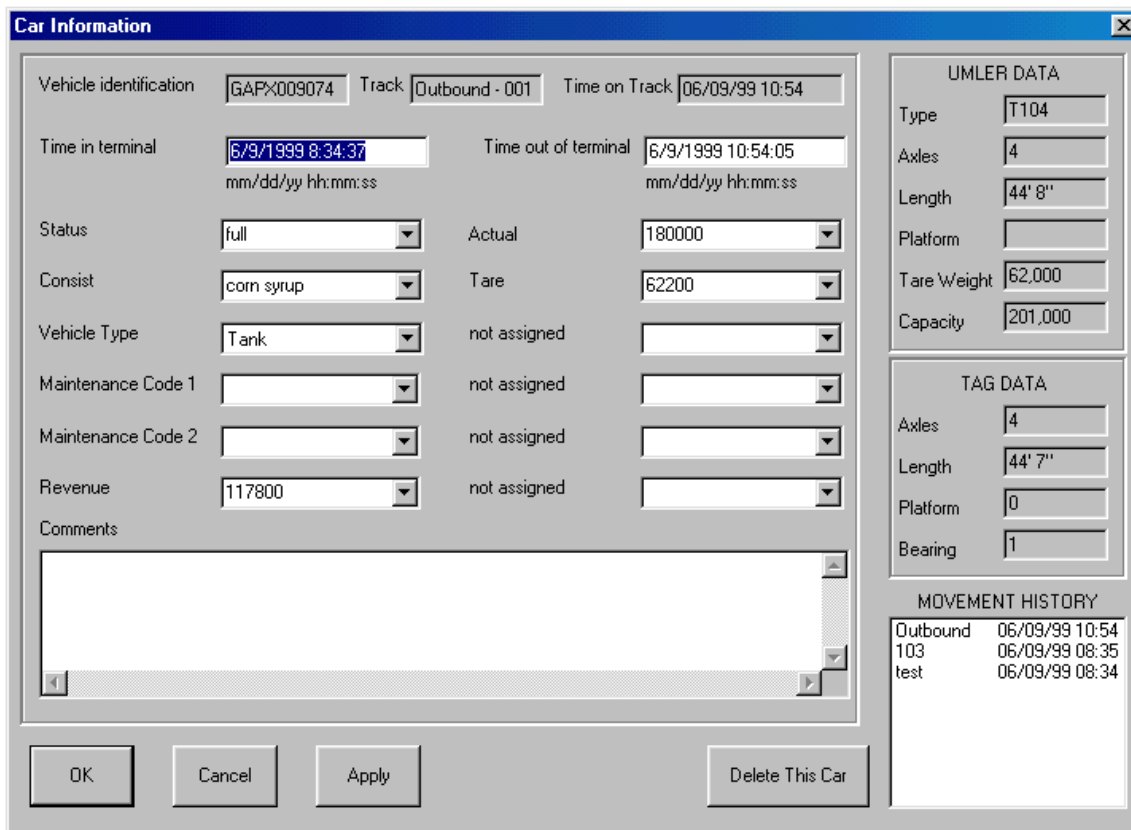 Car Information
Vehicle identification GAPX009074 Track Outbound - 001 Time on Track 06/09/99 10:54
Time in terminal 6/9/1999 8:34:37 Time out of terminal 6/9/1999 10:54:05
mm/dd/yy hh:mm:ss mm/dd/yy hh:mm:ss
Status full Actual 180000
Consist corn syrup Tare 62200
Vehicle Type Tank not assigned
Maintenance Code 1 not assigned
Maintenance Code 2 not assigned
Revenue 117800 not assigned
Comments
OK Cancel Apply Delete This Car
UMLER DATA
Type T104
Axles 4
Length 44' 8''
Platform
Tare Weight 62,000
Capacity 201,000
TAG DATA
Axles 4
Length 44' 7''
Platform 0
Bearing 1
MOVEMENT HISTORY
Outbound 06/09/99 10:54
103 06/09/99 08:35
test 06/09/99 08:34